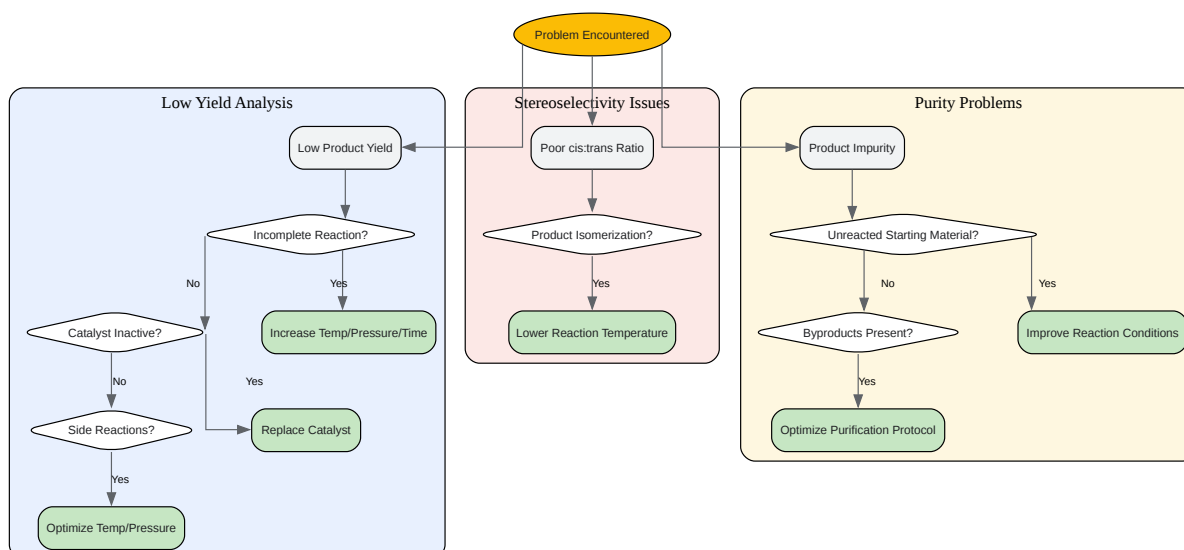 Problem Encountered
Low Yield Analysis
Stereoselectivity Issues
Purity Problems
Low Product Yield
Poor cis:trans Ratio
Product Impurity
Incomplete Reaction?
Product Isomerization?
Unreacted Starting Material?
No
Yes
Yes
No
Yes
Catalyst Inactive?
Increase Temp/Pressure/Time
Lower Reaction Temperature
Byproducts Present?
Improve Reaction Conditions
No
Yes
Yes
Side Reactions?
Replace Catalyst
Optimize Purification Protocol
Yes
Optimize Temp/Pressure